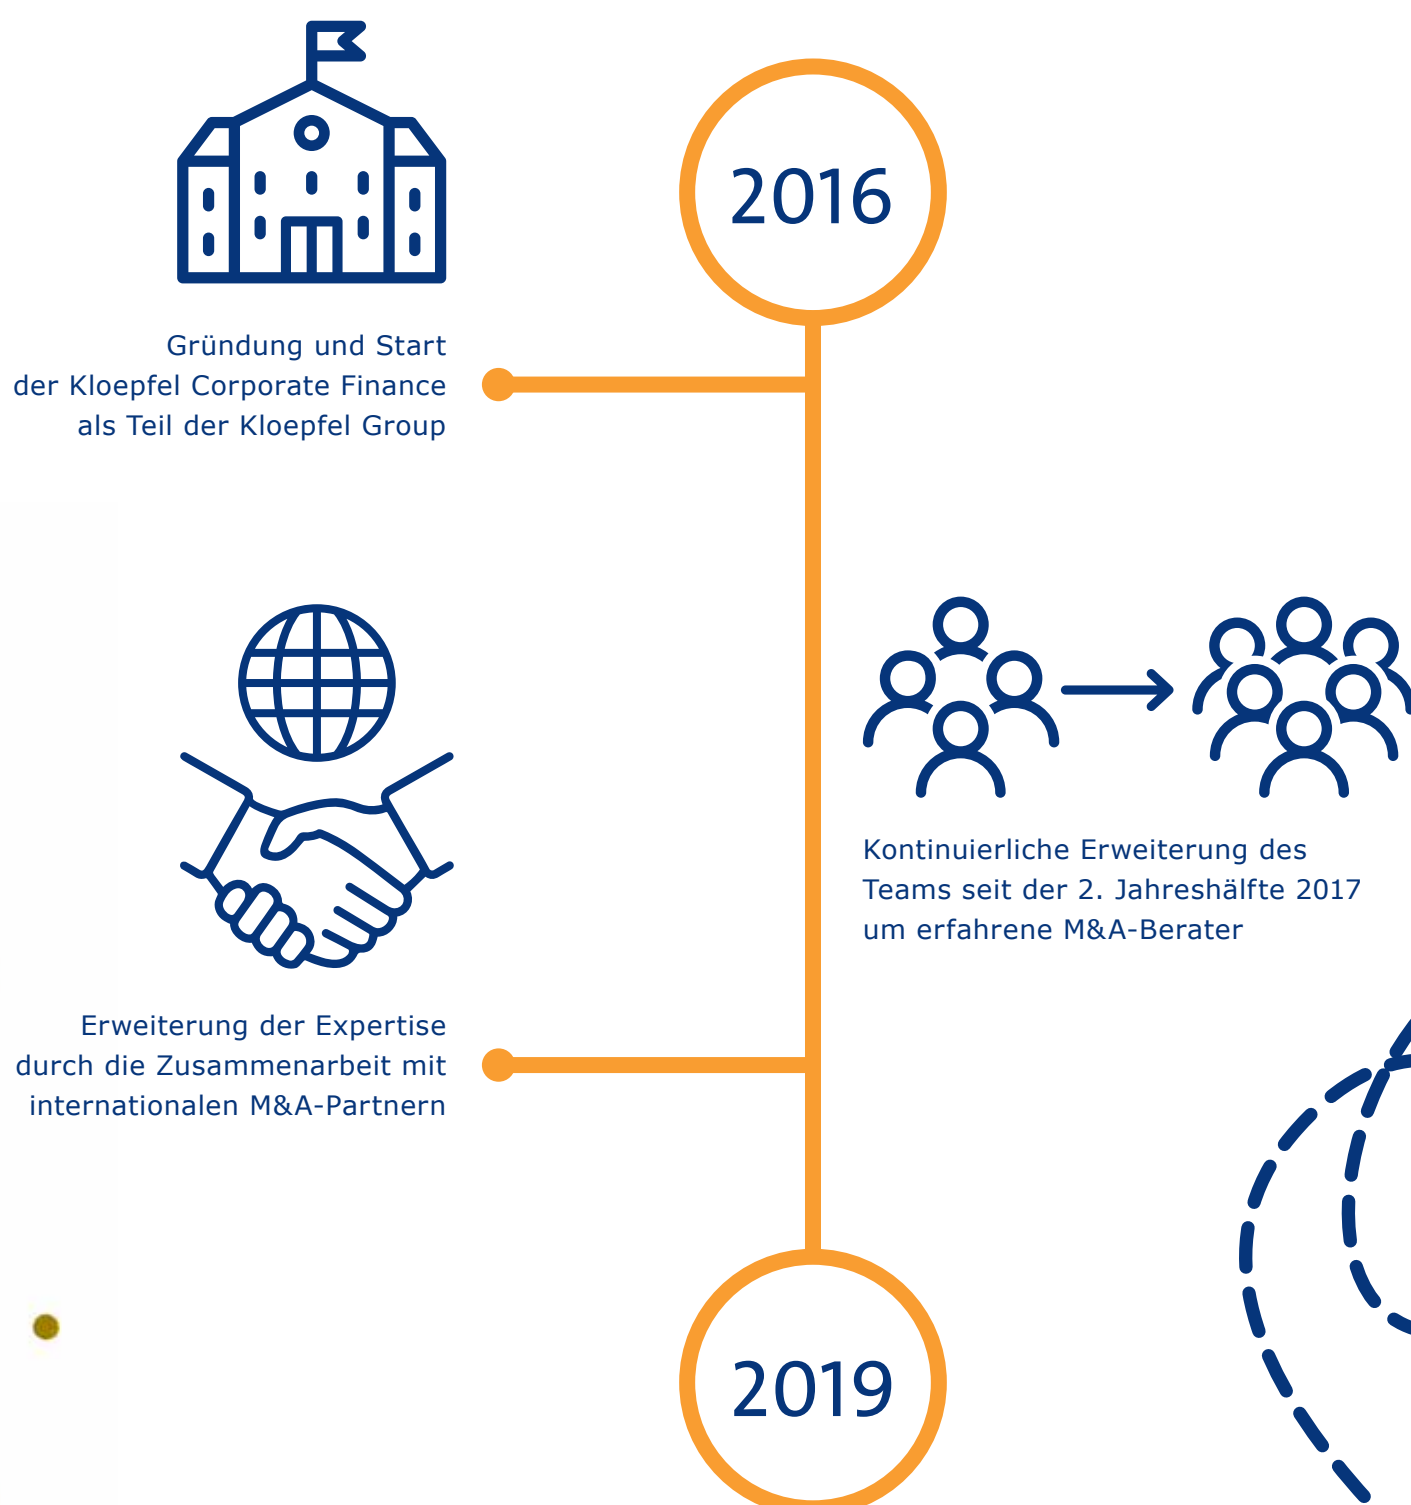 2016
Gründung und Start
der Kloepfel Corporate Finance
als Teil der Kloepfel Group
Kontinuierliche Erweiterung des
Teams seit der 2. Jahreshälfte 2017
um erfahrene M&A-Berater
Erweiterung der Expertise
durch die Zusammenarbeit mit
internationalen M&A-Partnern
2019